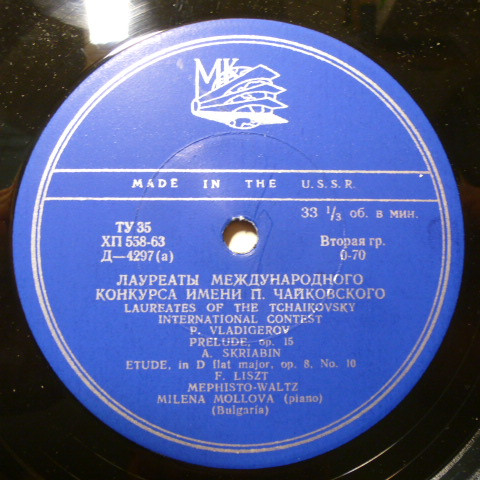 МК
MADE IN THE U.S.S.R.
33 1/3 об. в мин.
ТУ 35
ХП 558-63
Д—4297(а)
Вторая гр.
0-70
ЛАУРЕАТЫ МЕЖДУНАРОДНОГО
КОНКУРСА ИМЕНИ П. ЧАЙКОВСКОГО
LAUREATES OF THE TCHAIKOVSKY
INTERNATIONAL CONTEST
P. VLADIGEROV
PRELUDE, op. 15
A. SKRIABIN
ETUDE, in D flat major, op. 8, No. 10
F. LISZT
MEPHISTO-WALTZ
MILENA MOLLOVA (piano)
(Bulgaria)